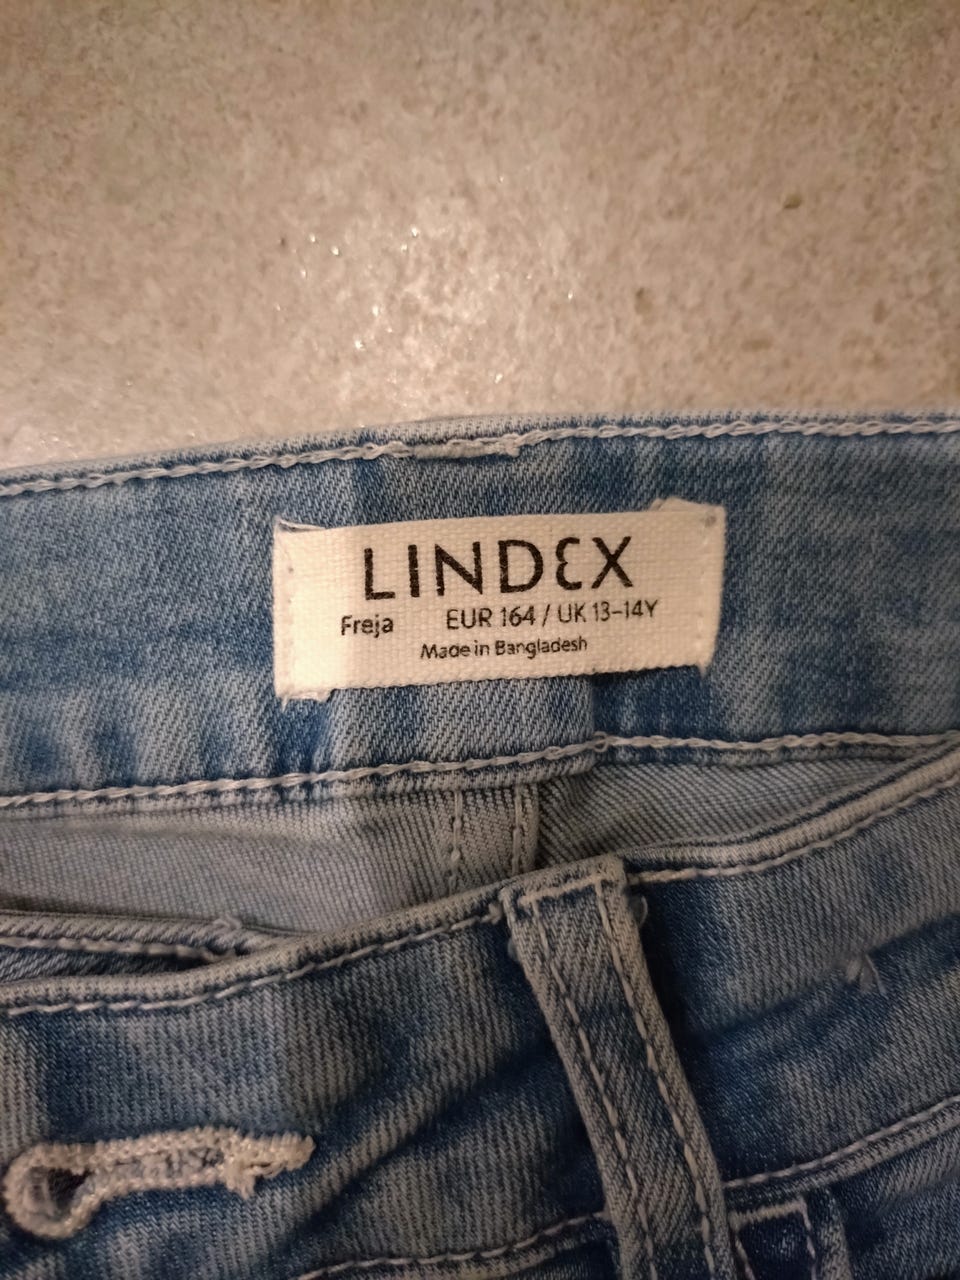 LINDEX
Freja EUR 164 / UK 13-14Y
Made in Bangladesh